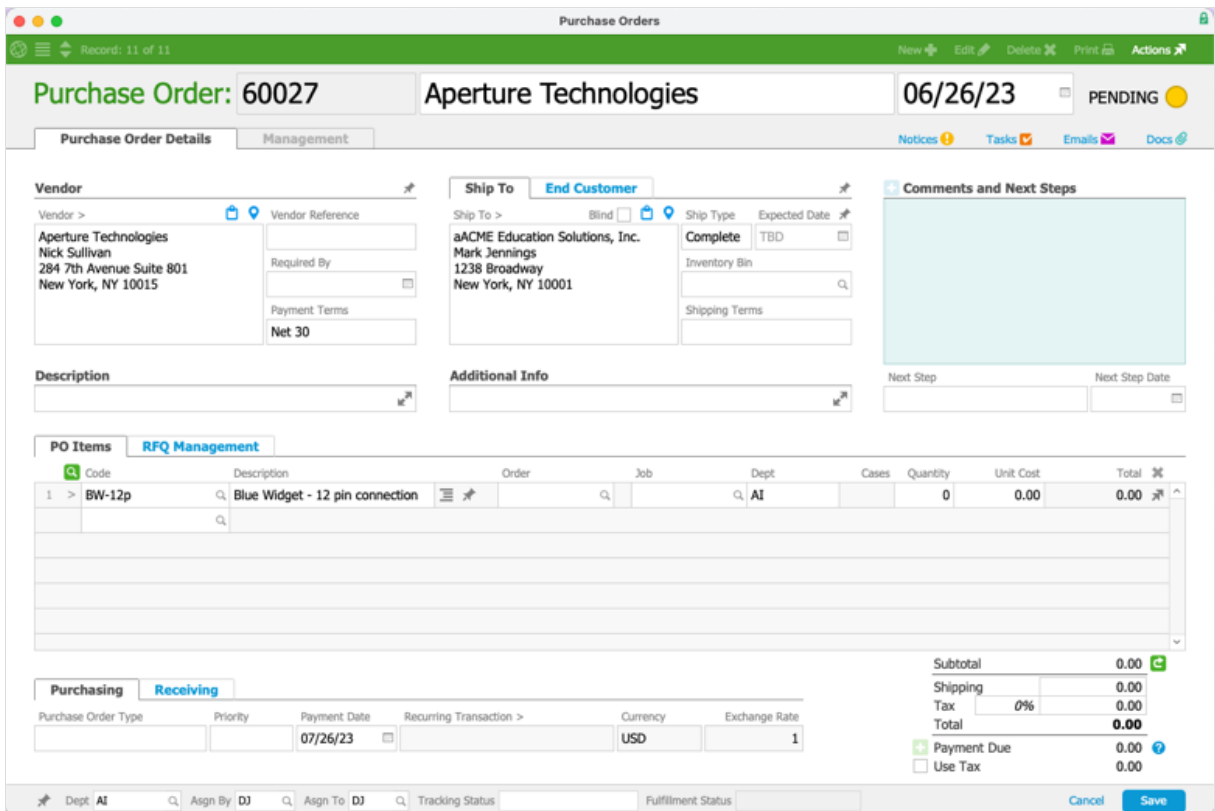 Purchase Orders
Record: 11 of 11
New Edit Delete Print Actions
Purchase Order: 60027 Aperture Technologies 06/26/23 PENDING
Purchase Order Details Management Notices Tasks Emails Docs
Vendor Ship To End Customer Comments and Next Steps
Vendor > Vendor Reference Ship To > Blind Ship Type Expected Date
Aperture Technologies
Nick Sullivan
284 7th Avenue Suite 801
New York, NY 10015
Required By
Payment Terms
Net 30
aACME Education Solutions, Inc.
Mark Jennings
1238 Broadway
New York, NY 10001
Complete TBD
Inventory Bin
Shipping Terms
Description Additional Info Next Step Next Step Date
PO Items RFQ Management
Code Description Order Job Dept Cases Quantity Unit Cost Total
1 > BW-12p Blue Widget - 12 pin connection AI 0 0.00 0.00
Subtotal 0.00
Shipping 0.00
Tax 0% 0.00
Total 0.00
Payment Due 0.00
Use Tax 0.00
Purchasing Receiving
Purchase Order Type Priority Payment Date Recurring Transaction > Currency Exchange Rate
07/26/23 USD 1
Dept AI Asgn By DJ Asgn To DJ Tracking Status Fulfillment Status Cancel Save